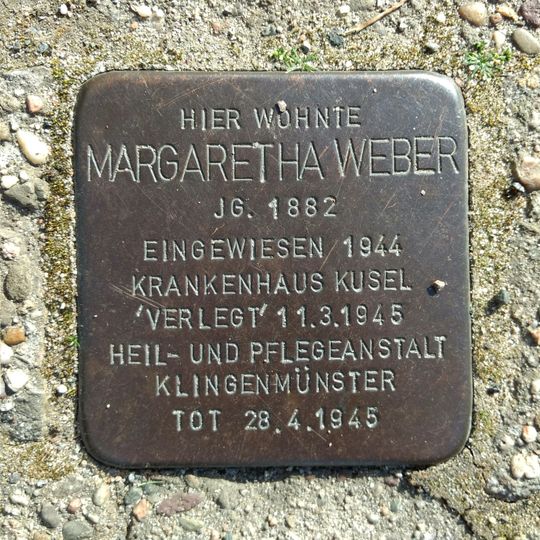 HIER WOHNTE
MARGARETHA WEBER
JG. 1882
EINGEWIESEN 1944
KRANKENHAUS KUSEL
'VERLEGT' 11.3.1945
HEIL- UND PFLEGEANSTALT
KLINGENMÜNSTER
TOT 28.4.1945